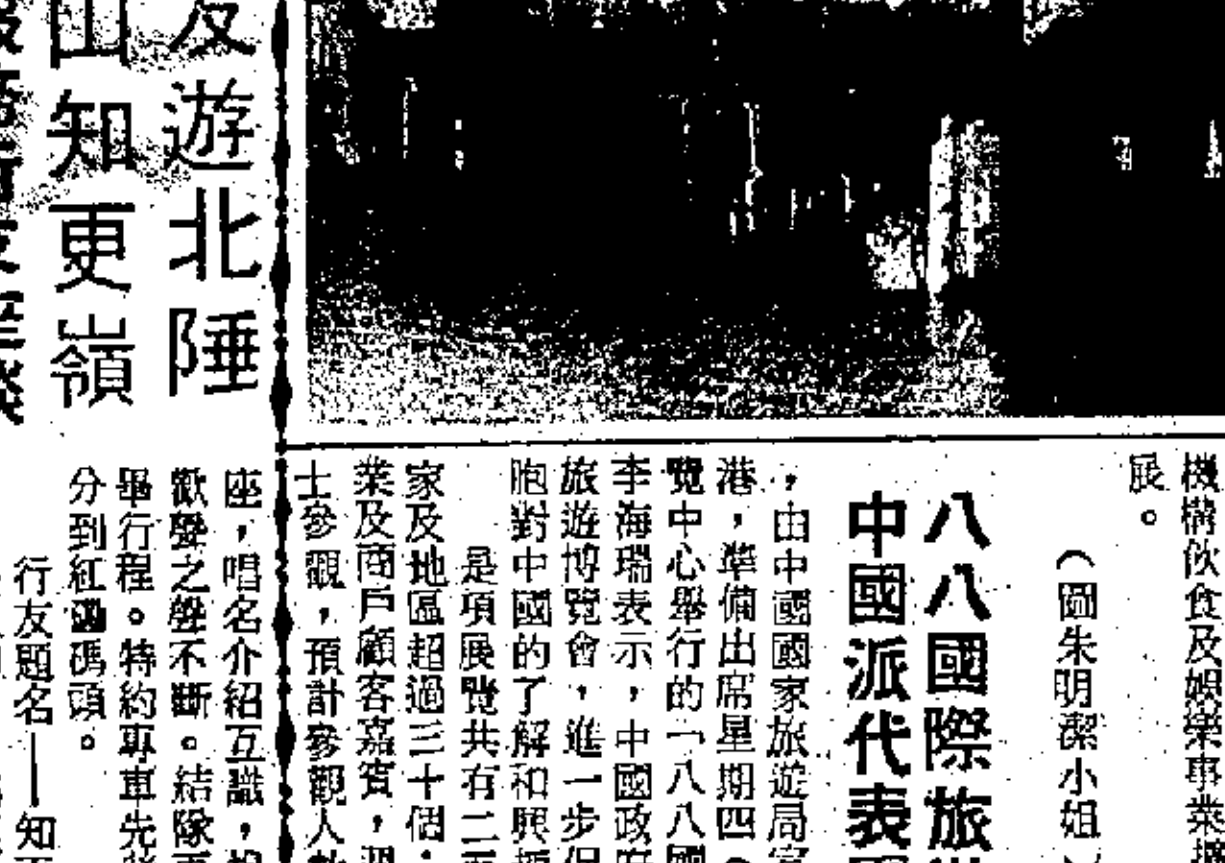 機構飲食及娛樂事業
展。
（圖朱明潔小姐
八八國際旅
中國派代表
，由中國國家旅遊局
港，準備出席星期四
覽中心舉行的「八八國
李海瑞表示，中國政府
旅遊博覽會，進一步
胞對中國的了解和興
是項展覽共有二
家及地區超過三十個，
業及商戶顧客嘉賓，
士參觀，預計參觀人數
友遊北陲
山知更嶺
座，唱名介紹互識，
歡聲之聲不斷。結隊
畢行程。特約專車先
分到紅磡碼頭。
行友題名——知